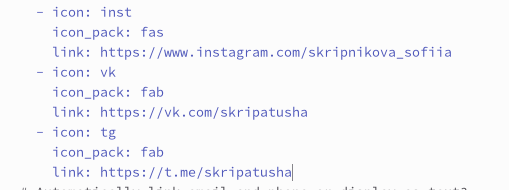 - icon: inst
icon_pack: fas
link: https://www.instagram.com/skripnikova_sofiia
- icon: vk
icon_pack: fab
link: https://vk.com/skripatusha
- icon: tg
icon_pack: fab
link: https://t.me/skripatusha